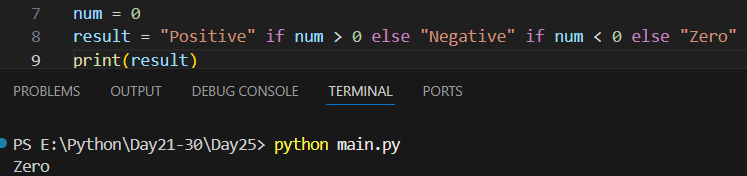 7 num = 0
8 result = "Positive" if num > 0 else "Negative" if num < 0 else "Zero"
9 print(result)
PROBLEMS OUTPUT DEBUG CONSOLE TERMINAL PORTS
PS E:\Python\Day21-30\Day25> python main.py
Zero